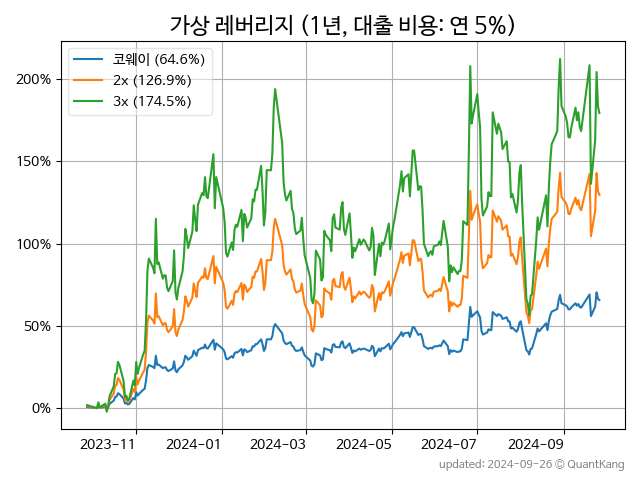 가상 레버리지 (1년, 대출 비용: 연 5%)
코웨이 (64.6%)
2x (126.9%)
3x (174.5%)
200%
150%
100%
50%
0%
2023-11 2024-01 2024-03 2024-05 2024-07 2024-09
updated: 2024-09-26 © QuantKang